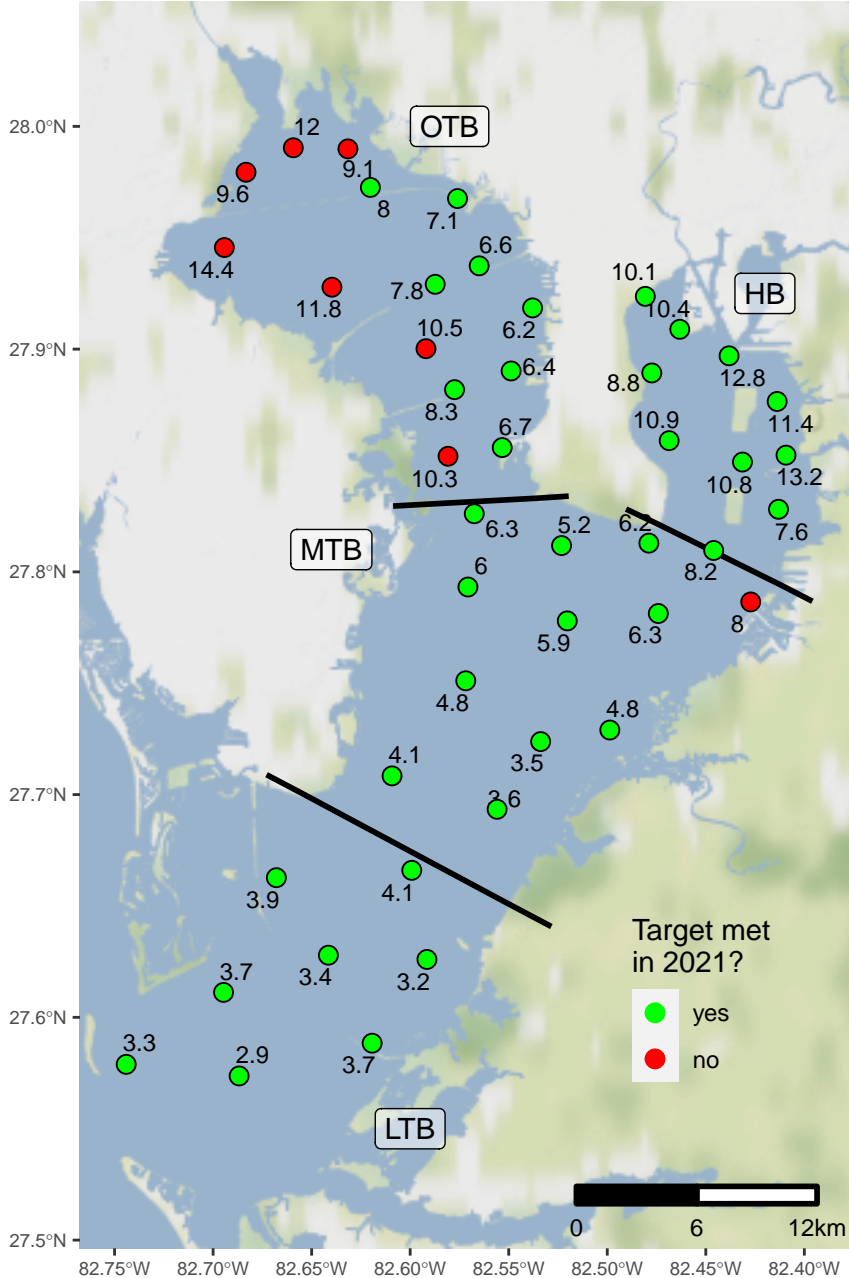 28.0°N
27.9°N
27.8°N
27.7°N
27.6°N
27.5°N
OTB
12
9.1
9.6
8
7.1
14.4
6.6
11.8
7.8
6.2
10.5
6.4
8.3
6.7
10.3
HB
10.1
10.4
12.8
8.8
11.4
10.9
10.8
13.2
7.6
8.2
MTB
6.3
5.2
6.2
6
8
5.9
6.3
4.8
4.8
3.5
4.1
3.6
3.9
4.1
3.4
3.2
3.7
3.3
2.9
3.7
LTB
Target met
in 2021?
yes
no
0 6 12km
82.75°W 82.70°W 82.65°W 82.60°W 82.55°W 82.50°W 82.45°W 82.40°W